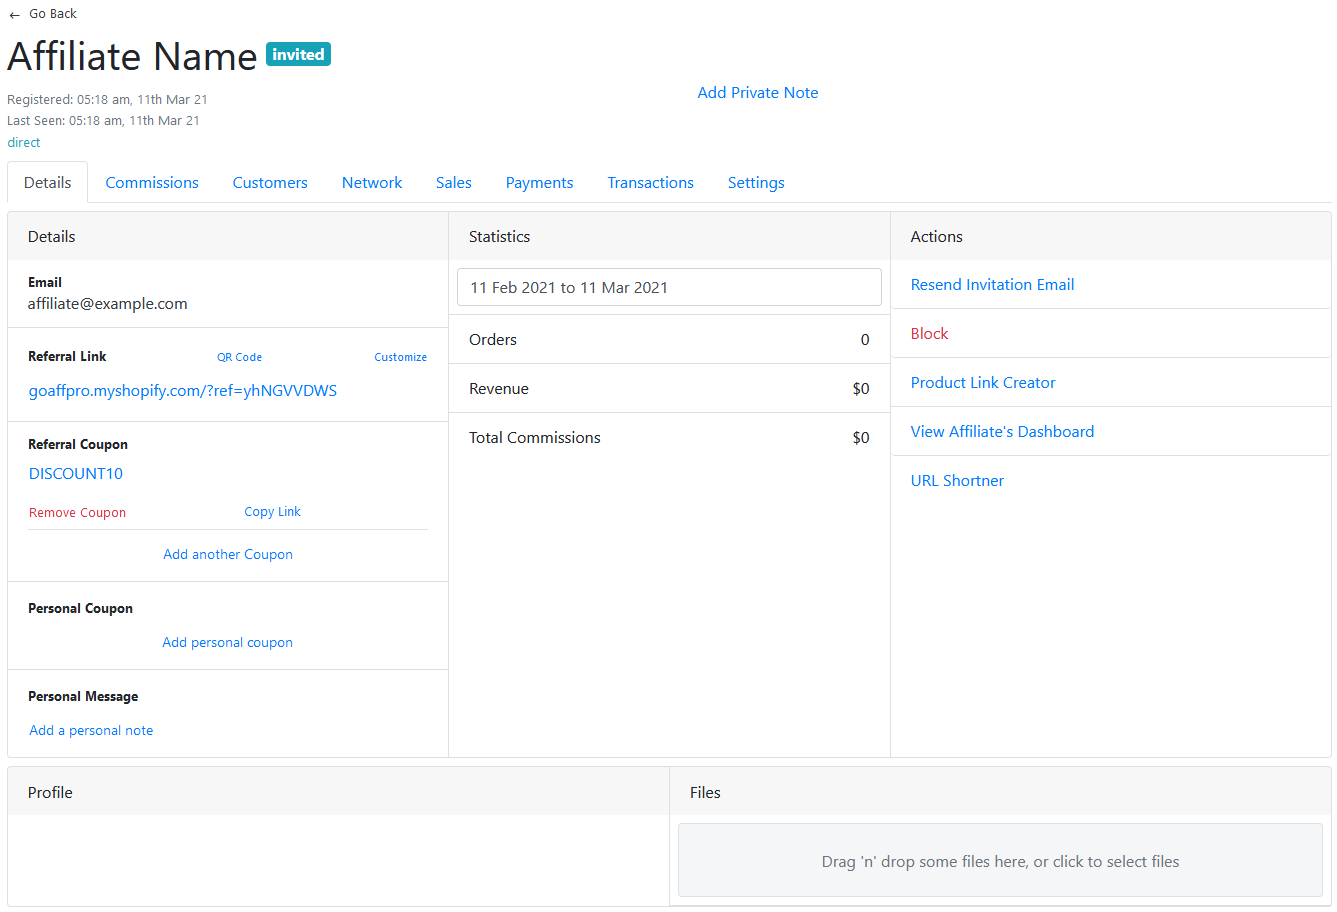 ← Go Back
Affiliate Name invited
Registered: 05:18 am, 11th Mar 21
Last Seen: 05:18 am, 11th Mar 21
direct
Add Private Note
Details Commissions Customers Network Sales Payments Transactions Settings
Details
Email
affiliate@example.com
Referral Link QR Code Customize
goaffpro.myshopify.com/?ref=yhNGVVDWS
Referral Coupon
DISCOUNT10
Remove Coupon Copy Link
Add another Coupon
Personal Coupon
Add personal coupon
Personal Message
Add a personal note
Statistics
11 Feb 2021 to 11 Mar 2021
Orders 0
Revenue $0
Total Commissions $0
Actions
Resend Invitation Email
Block
Product Link Creator
View Affiliate's Dashboard
URL Shortner
Profile
Files
Drag 'n' drop some files here, or click to select files